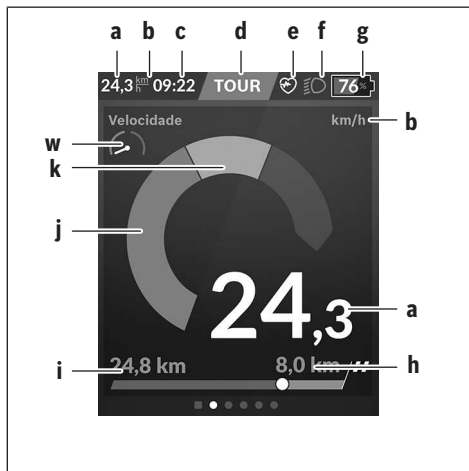 a b c d e f g
24,3 km/h 09:22 TOUR 76%
Velocidade km/h b
w
k
j
24,3 a
i 24,8 km 8,0 km h